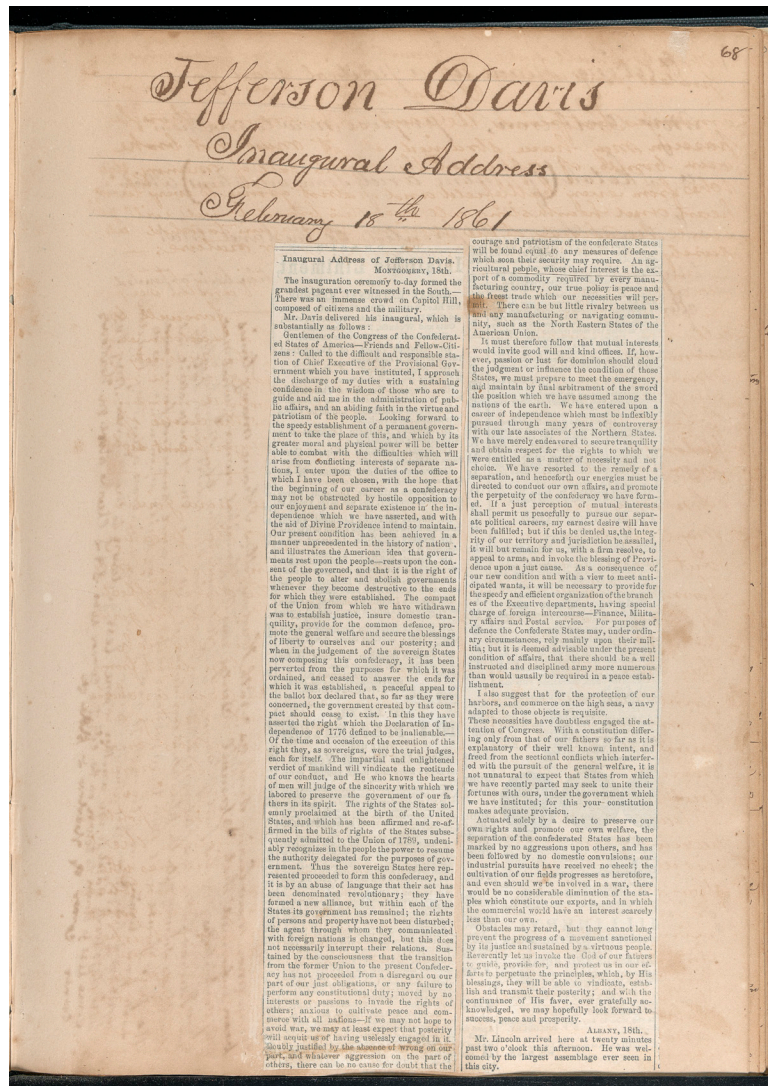 68
Jefferson Davis
Inaugural Address
February 18th 1861
Inaugural Address of Jefferson Davis.
MONTGOMERY, 18th.
The inauguration ceremony to-day formed the
grandest pageant ever witnessed in the South.—
There was an immense crowd on Capitol Hill,
composed of citizens and the military.
Mr. Davis delivered his inaugural, which is
substantially as follows :
Gentlemen of the Congress of the Confederat-
ed States of America—Friends and Fellow-Citi-
zens : Called to the difficult and responsible sta-
tion of Chief Executive of the Provisional Gov-
ernment which you have instituted, I approach
the discharge of my duties with a sustaining
confidence in the wisdom of those who are to
guide and aid me in the administration of pub-
lic affairs, and an abiding faith in the virtue and
patriotism of the people. Looking forward to
the speedy establishment of a permanent govern-
ment to take the place of this, and which by its
greater moral and physical power will be better
able to combat with the difficulties which will
arise from conflicting interests of separate na-
tions, I enter upon the duties of the office to
which I have been chosen, with the hope that
the beginning of our career as a confederacy
may not be obstructed by hostile opposition to
our enjoyment and separate existence in the in-
dependence which we have asserted, and with
the aid of Divine Providence intend to maintain.
Our present condition has been achieved in a
manner unprecedented in the history of nation ,
and illustrates the American idea that govern-
ments rest upon the people—rests upon the con-
sent of the governed, and that it is the right of
the people to alter and abolish governments
whenever they become destructive to the ends
for which they were established. The compact
of the Union from which we have withdrawn
was to establish justice, insure domestic tran-
quility, provide for the common defence, pro-
mote the general welfare and secure the blessings
of liberty to ourselves and our posterity; and
when in the judgement of the sovereign States
now composing this confederacy, it has been
perverted from the purposes for which it was
ordained, and ceased to answer the ends for
which it was established, a peaceful appeal to
the ballot box declared that, so far as they were
concerned, the government created by that com-
pact should cease to exist. In this they have
asserted the right which the Declaration of In-
dependence of 1776 defined to be inalienable.—
Of the time and occasion of the execution of this
right they, as sovereigns, were the trial judges,
each for itself. The impartial and enlightened
verdict of mankind will vindicate the rectitude
of our conduct, and He who knows the hearts
of men will judge of the sincerity with which we
labored to preserve the government of our fa
thers in its spirit. The rights of the States sol-
emnly proclaimed at the birth of the United
States, and which has been affirmed and re-af-
firmed in the bills of rights of the States subse-
quently admitted to the Union of 1789, undeni-
ably recognizes in the people the power to resume
the authority delegated for the purposes of gov-
ernment. Thus the sovereign States here rep-
resented proceeded to form this confederacy, and
it is by an abuse of language that their act has
been denominated revolutionary; they have
formed a new alliance, but within each of the
States its government has remained; the rights
of persons and property have not been disturbed;
the agent through whom they communicated
with foreign nations is changed, but this does
not necessarily interrupt their relations. Sus-
tained by the consciousness that the transition
from the former Union to the present Confeder-
acy has not proceeded from a disregard on our
part of our just obligations, or any failure to
perform any constitutional duty; moved by no
interests or passions to invade the rights of
others; anxious to cultivate peace and com-
merce with all nations—If we may not hope to
avoid war, we may at least expect that posterity
will acquit us of having uselessly engaged in it.
Doubly justified by the absence of wrong on our
part, and whatever aggression on the part of
others, there can be no cause for doubt that the
courage and patriotism of the confederate States
will be found equal to any measures of defence
which soon their security may require. An ag-
ricultural people, whose chief interest is the ex-
port of a commodity required by every manu-
facturing country, our true policy is peace and
the freest trade which our necessities will per-
mit. There can be but little rivalry between us
and any manufacturing or navigating commu-
nity, such as the North Eastern States of the
American Union.
It must therefore follow that mutual interests
would invite good will and kind offices. If, how-
ever, passion or lust for dominion should cloud
the judgment or influence the condition of those
States, we must prepare to meet the emergency,
and maintain by final arbitrament of the sword
the position which we have assumed among the
nations of the earth. We have entered upon a
career of independence which must be inflexibly
pursued through many years of controversy
with our late associates of the Northern States.
We have merely endeavored to secure tranquility
and obtain respect for the rights to which we
were entitled as a matter of necessity and not
choice. We have resorted to the remedy of a
separation, and henceforth our energies must be
directed to conduct our own affairs, and promote
the perpetuity of the confederacy we have form-
ed. If a just perception of mutual interests
shall permit us peacefully to pursue our separ-
ate political careers, my earnest desire will have
been fulfilled; but if this be denied us,the integ-
rity of our territory and jurisdiction be assailed,
it will but remain for us, with a firm resolve, to
appeal to arms, and invoke the blessing of Provi-
dence upon a just cause. As a consequence of
our new condition and with a view to meet anti-
dipated wants, it will be necessary to provide for
the speedy and efficient organization of the branch
es of the Executive departments, having special
charge of foreign intercourse—Finance, Milita-
ry affairs and Postal service. For purposes of
defence the Confederate States may, under ordin-
ary circumstances, rely mainly upon their mili-
tia; but it is deemed advisable under the present
condition of affairs, that there should be a well
instructed and disciplined army more numerous
than would usually be required in a peace estab-
lishment.
I also suggest that for the protection of our
harbors, and commerce on the high seas, a navy
adapted to those objects is requisite.
These necessities have doubtless engaged the at-
tention of Congress. With a constitution differ-
ing only from that of our fathers so far as it is
explanatory of their well known intent, and
freed from the sectional conflicts which interfer-
ed with the pursuit of the general welfare, it is
not unnatural to expect that States from which
we have recently parted may seek to unite their
fortunes with ours, under the government which
we have instituted; for this your constitution
makes adequate provision.
Actuated solely by a desire to preserve our
own rights and promote our own welfare, the
separation of the confederated States has been
marked by no aggressions upon others, and has
been followed by no domestic convulsions; our
industrial pursuits have received no check; the
cultivation of our fields progresses as heretofore,
and even should we be involved in a war, there
would be no considerable diminution of the sta-
ples which constitute our exports, and in which
the commercial world have an interest scarcely
less than our own.
Obstacles may retard, but they cannot long
prevent the progress of a movement sanctioned
by its justice and sustained by a virtuous people.
Reverently let us invoke the God of our fathers
to guide, provide for, and protect us in our ef-
forts to perpetuate the principles, which, by His
blessings, they will be able to vindicate, estab-
lish and transmit their posterity; and with the
continuance of His favor, ever gratefully ac-
knowledged, we may hopefully look forward to
success, peace and prosperity.
ALBANY, 18th.
Mr. Lincoln arrived here at twenty minutes
past two o'clock this afternoon. He was wel-
comed by the largest assemblage ever seen in
this city.